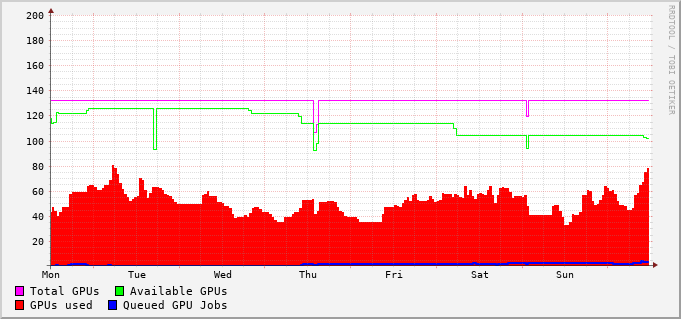 200
180
160
140
120
100
80
60
40
20
Mon Tue Wed Thu Fri Sat Sun
Total GPUs Available GPUs
GPUs used Queued GPU Jobs
RRDTOOL / TOBI OETIKER